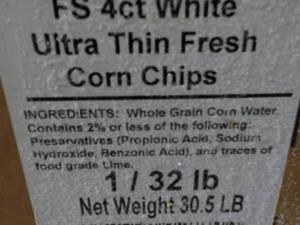 FS 4ct White
Ultra Thin Fresh
Corn Chips
INGREDIENTS: Whole Grain Corn Water.
Contains 2% or less of the following:
Presarvatives (Propionic Acid, Sodium
Hydroxide, Benzonic Acid), and traces of
food grade Lime.
1 / 32 lb
Net Weight 30.5 LB